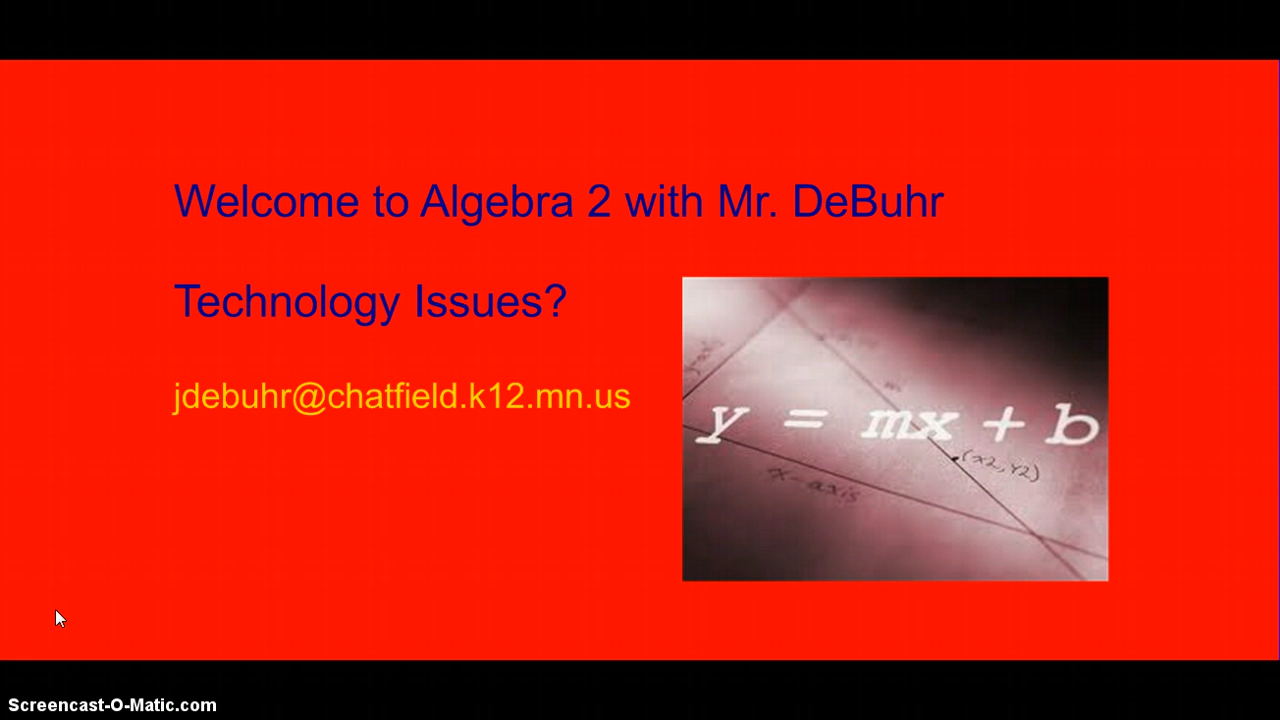 Welcome to Algebra 2 with Mr. DeBuhr
Technology Issues?
jdebuhr@chatfield.k12.mn.us
y = mx + b
(x2, y2)
x-axis
Screencast-O-Matic.com